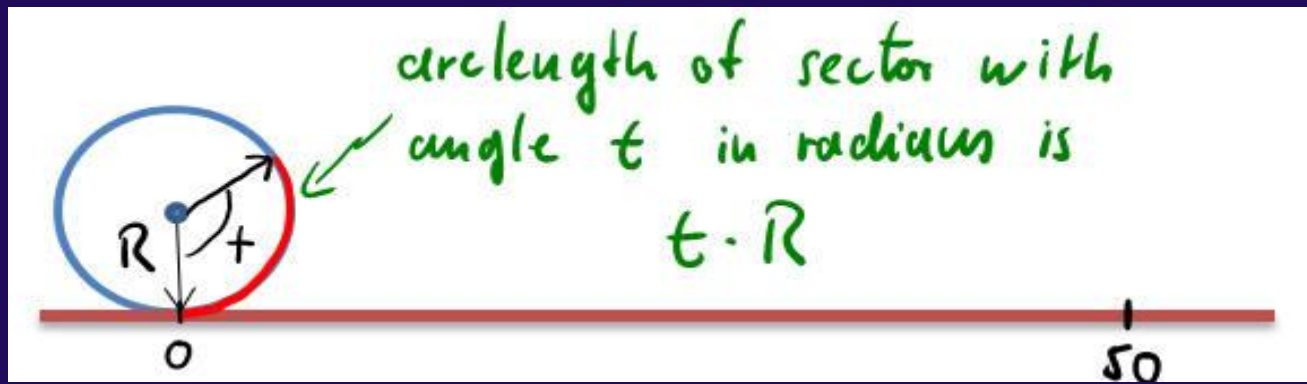 arclength of sector with
angle t in radians is
t · R
R t
0
50